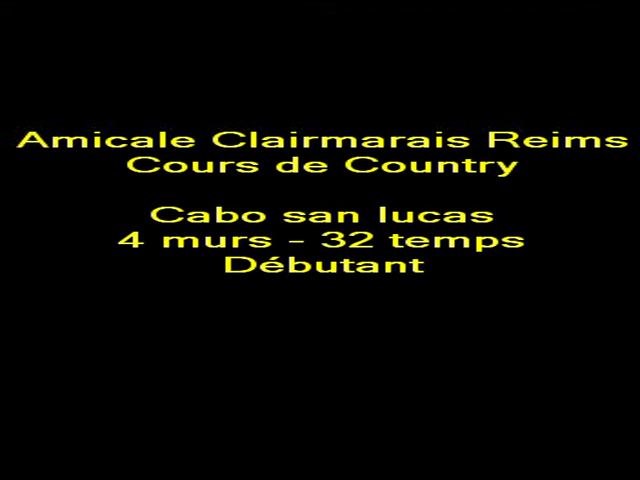 Amicale Clairmarais Reims
Cours de Country
Cabo san lucas
4 murs - 32 temps
Débutant